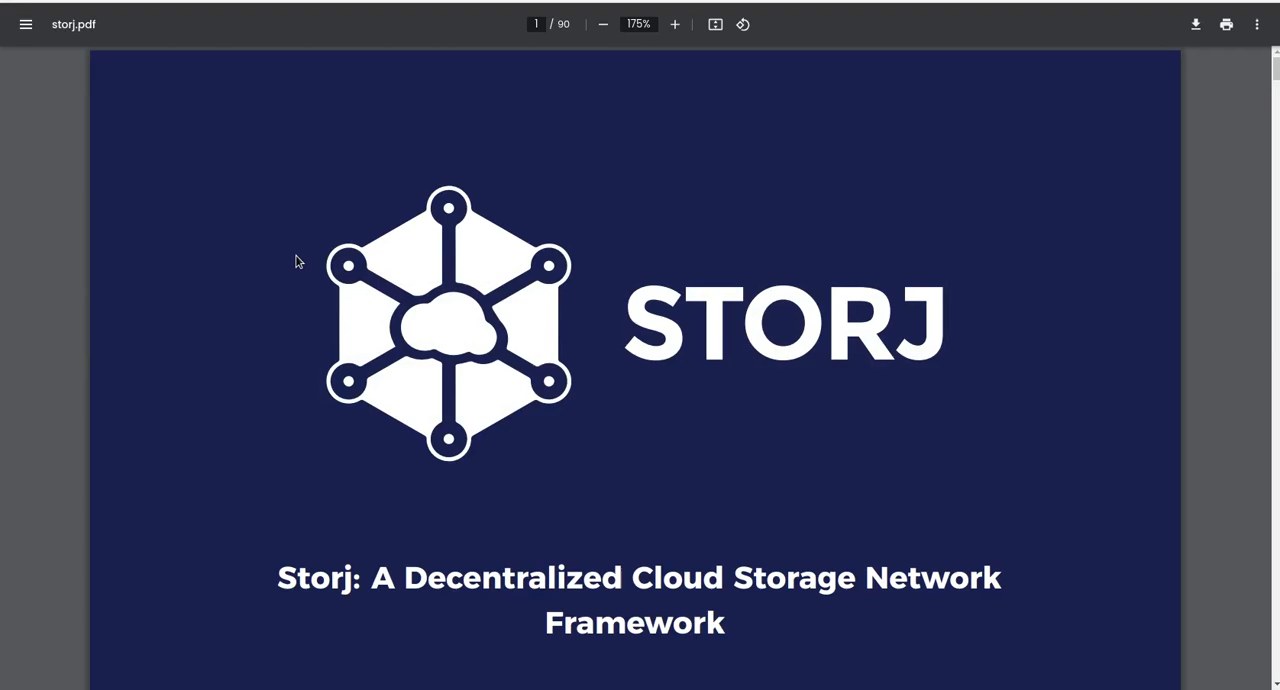 storj.pdf 1 / 90 175%
STORJ
Storj: A Decentralized Cloud Storage Network
Framework